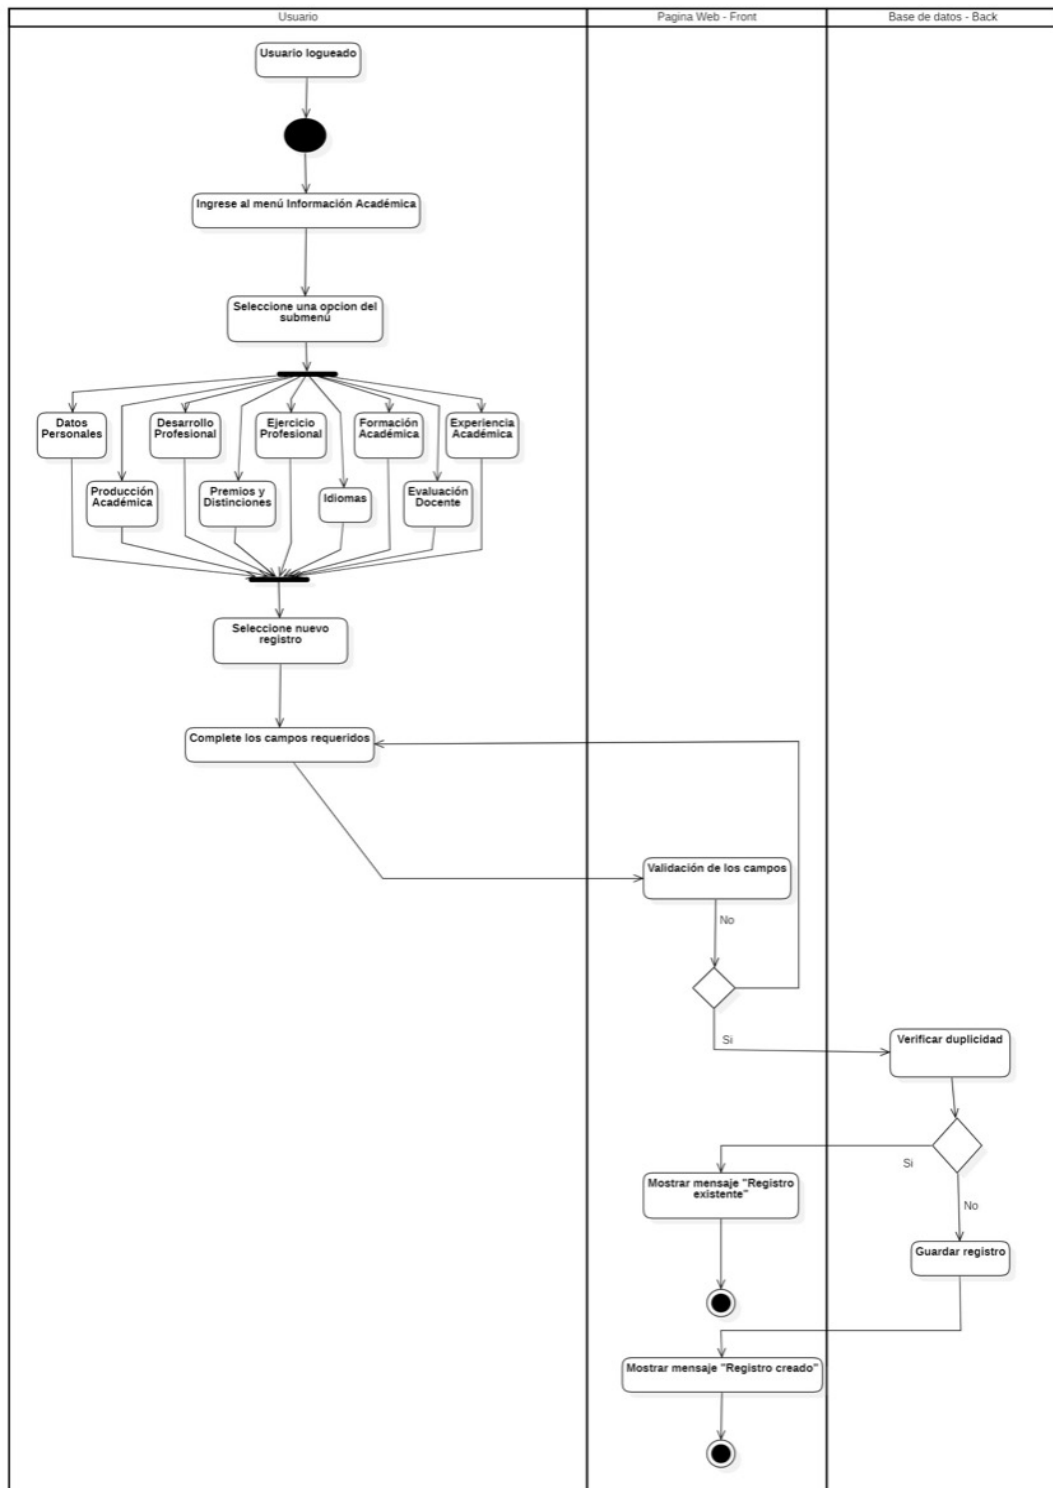 Usuario
Pagina Web - Front
Base de datos - Back
Usuario logueado
Ingrese al menú Información Académica
Seleccione una opcion del
submenú
Datos
Personales
Desarrollo
Profesional
Ejercicio
Profesional
Formación
Académica
Experiencia
Académica
Producción
Académica
Premios y
Distinciones
Idiomas
Evaluación
Docente
Seleccione nuevo
registro
Complete los campos requeridos
Validación de los campos
No
Si
Verificar duplicidad
Si
Mostrar mensaje "Registro
existente"
No
Guardar registro
Mostrar mensaje "Registro creado"